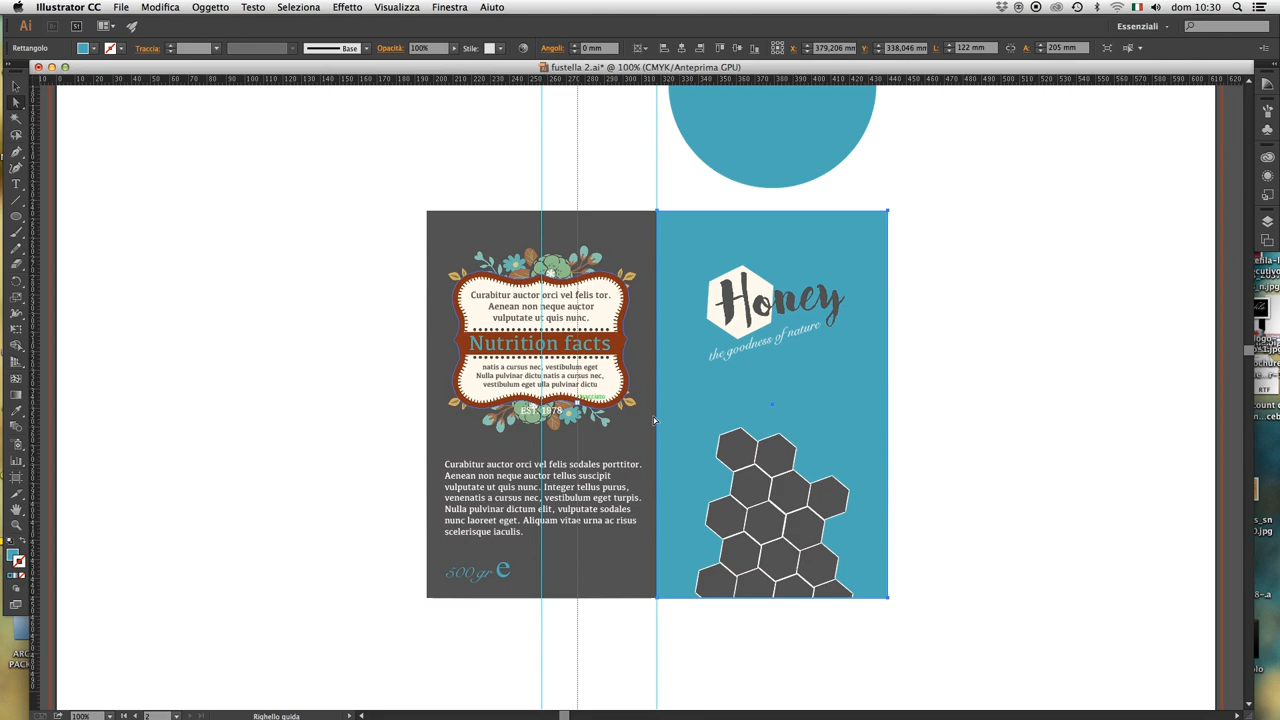 Illustrator CC File Modifica Oggetto Testo Seleziona Effetto Visualizza Finestra Aiuto
dom 10:30
Ai Br St
Essenziali
Rettangolo Traccia: Base Opacità: 100% Stile: Angoli: 0 mm X: 379,206 mm Y: 338,046 mm L: 122 mm A: 205 mm
fustella 2.ai* @ 100% (CMYK/Anteprima GPU)
Curabitur auctor orci vel felis tor.
Aenean non neque auctor
vulputate ut quis nunc.
Nutrition facts
natis a cursus nec, vestibulum eget
Nulla pulvinar dictu natis a cursus nec,
vestibulum eget ulla pulvinar dictu
EST. 1978
Honey
the goodness of nature
Curabitur auctor orci vel felis sodales porttitor.
Aenean non neque auctor tellus suscipit
vulputate ut quis nunc. Integer tellus purus,
venenatis a cursus nec, vestibulum eget turpis.
Nulla pulvinar dictum elit, vulputate sodales
nunc laoreet eget. Aliquam vitae urna ac risus
scelerisque iaculis.
500 gr e
100% 2 Righello guida